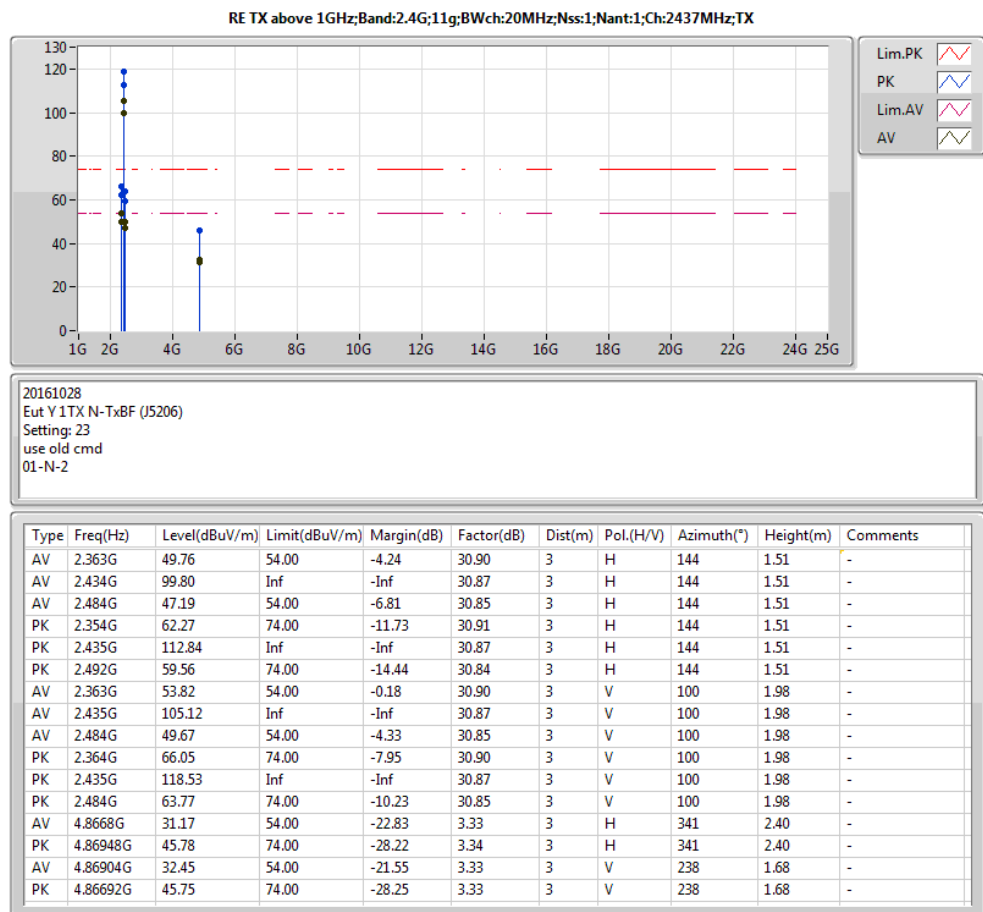 RE TX above 1GHz;Band:2.4G;11g;BWch:20MHz;Nss:1;Nant:1;Ch:2437MHz;TX
130
120
100
80
60
40
20
0
1G 2G 4G 6G 8G 10G 12G 14G 16G 18G 20G 22G 24G 25G
Lim.PK
PK
Lim.AV
AV
20161028
Eut Y 1TX N-TxBF (J5206)
Setting: 23
use old cmd
01-N-2
Type Freq(Hz) Level(dBuV/m) Limit(dBuV/m) Margin(dB) Factor(dB) Dist(m) Pol.(H/V) Azimuth(°) Height(m) Comments
AV 2.363G 49.76 54.00 -4.24 30.90 3 H 144 1.51 -
AV 2.434G 99.80 Inf -Inf 30.87 3 H 144 1.51 -
AV 2.484G 47.19 54.00 -6.81 30.85 3 H 144 1.51 -
PK 2.354G 62.27 74.00 -11.73 30.91 3 H 144 1.51 -
PK 2.435G 112.84 Inf -Inf 30.87 3 H 144 1.51 -
PK 2.492G 59.56 74.00 -14.44 30.84 3 H 144 1.51 -
AV 2.363G 53.82 54.00 -0.18 30.90 3 V 100 1.98 -
AV 2.435G 105.12 Inf -Inf 30.87 3 V 100 1.98 -
AV 2.484G 49.67 54.00 -4.33 30.85 3 V 100 1.98 -
PK 2.364G 66.05 74.00 -7.95 30.90 3 V 100 1.98 -
PK 2.435G 118.53 Inf -Inf 30.87 3 V 100 1.98 -
PK 2.484G 63.77 74.00 -10.23 30.85 3 V 100 1.98 -
AV 4.8668G 31.17 54.00 -22.83 3.33 3 H 341 2.40 -
PK 4.86948G 45.78 74.00 -28.22 3.34 3 H 341 2.40 -
AV 4.86904G 32.45 54.00 -21.55 3.33 3 V 238 1.68 -
PK 4.86692G 45.75 74.00 -28.25 3.33 3 V 238 1.68 -